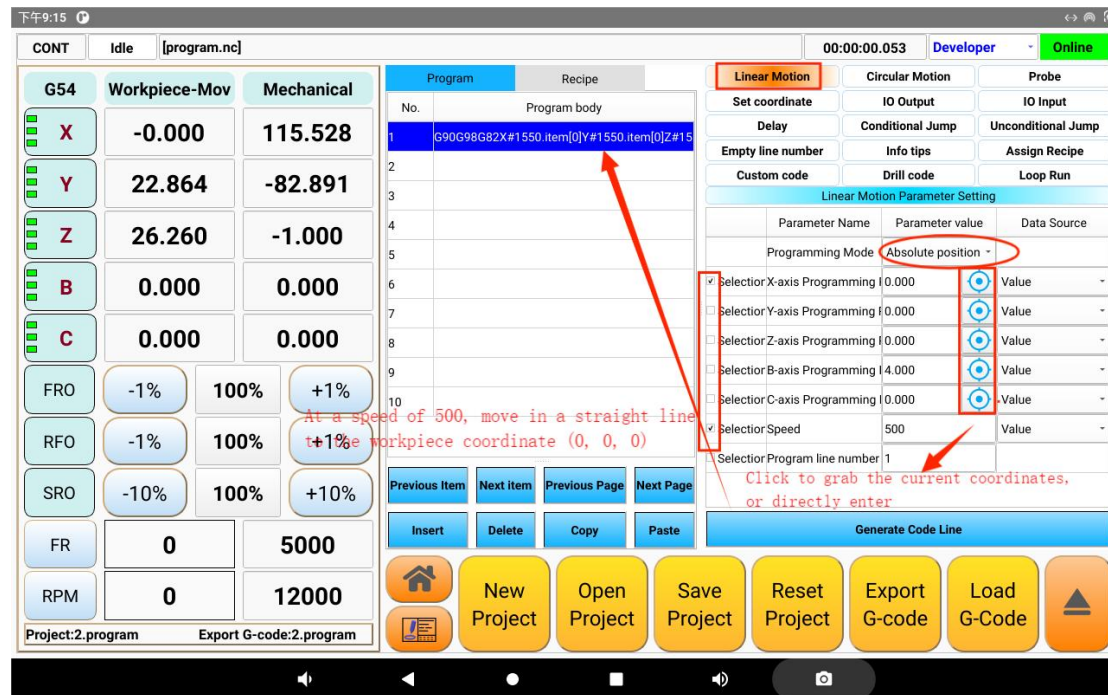 下午9:15
CONT Idle [program.nc] 00:00:00.053 Developer Online
G54 Workpiece-Mov Mechanical
X -0.000 115.528
Y 22.864 -82.891
Z 26.260 -1.000
B 0.000 0.000
C 0.000 0.000
FRO -1% 100% +1%
RFO -1% 100% +1%
SRO -10% 100% +10%
FR 0 5000
RPM 0 12000
Project:2.program Export G-code:2.program
Program Recipe
No. Program body
1 G90G98G82X#1550.item[0]Y#1550.item[0]Z#15
2
3
4
5
6
7
8
9
10
At a speed of 500, move in a straight line
to the workpiece coordinate (0, 0, 0)
Previous Item Next item Previous Page Next Page
Insert Delete Copy Paste
Linear Motion Circular Motion Probe
Set coordinate IO Output IO Input
Delay Conditional Jump Unconditional Jump
Empty line number Info tips Assign Recipe
Custom code Drill code Loop Run
Linear Motion Parameter Setting
Parameter Name Parameter value Data Source
Programming Mode Absolute position
Selection X-axis Programming 0.000 Value
Selection Y-axis Programming 0.000 Value
Selection Z-axis Programming 0.000 Value
Selection B-axis Programming 4.000 Value
Selection C-axis Programming 0.000 Value
Selection Speed 500 Value
Selection Program line number 1
Click to grab the current coordinates,
or directly enter
Generate Code Line
New Project
Open Project
Save Project
Reset Project
Export G-code
Load G-Code